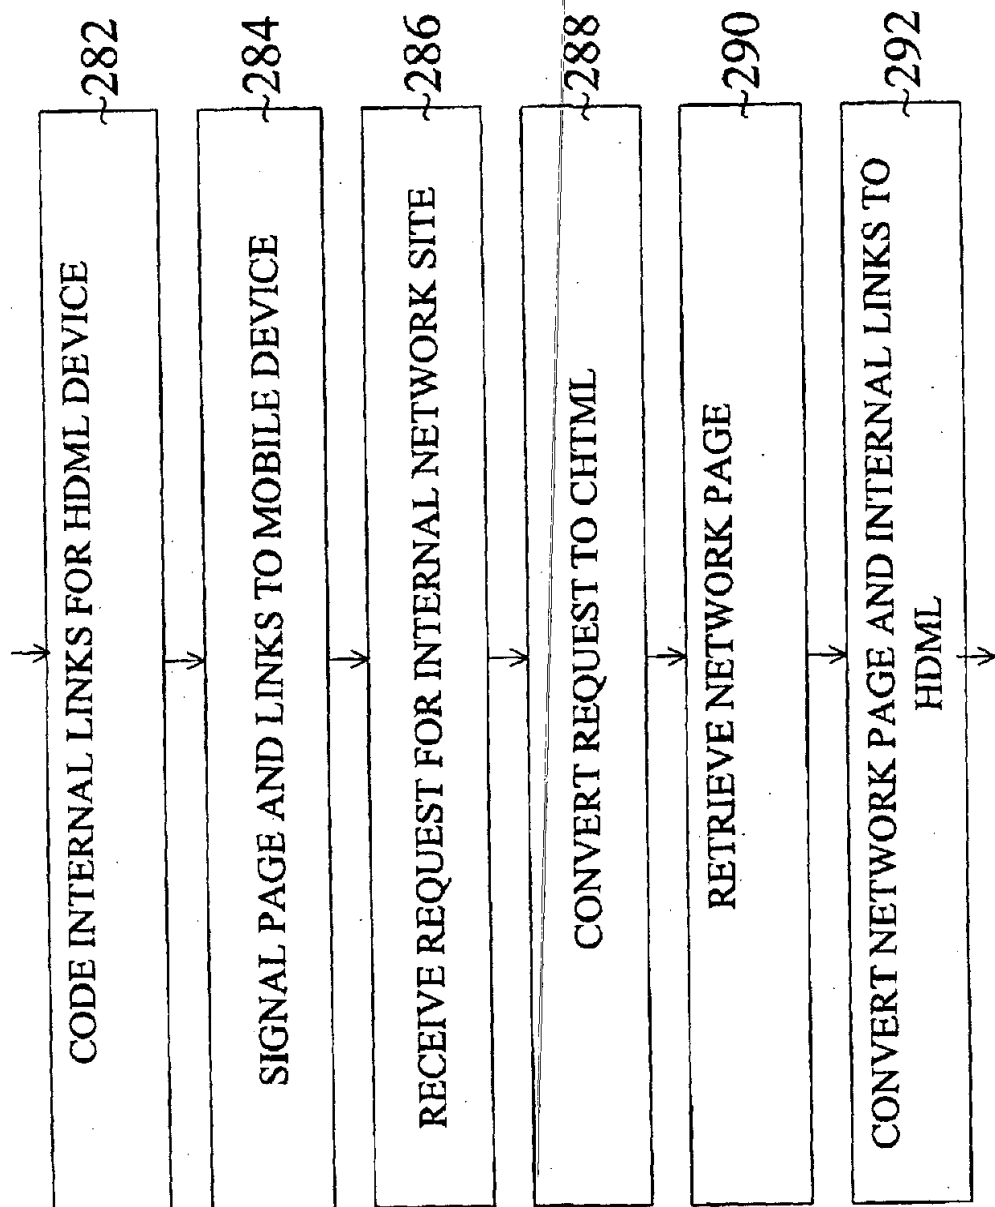 CODE INTERNAL LINKS FOR HDML DEVICE
~282
SIGNAL PAGE AND LINKS TO MOBILE DEVICE
~284
RECEIVE REQUEST FOR INTERNAL NETWORK SITE
~286
CONVERT REQUEST TO CHTML
~288
RETRIEVE NETWORK PAGE
~290
CONVERT NETWORK PAGE AND INTERNAL LINKS TO
HDML
~292